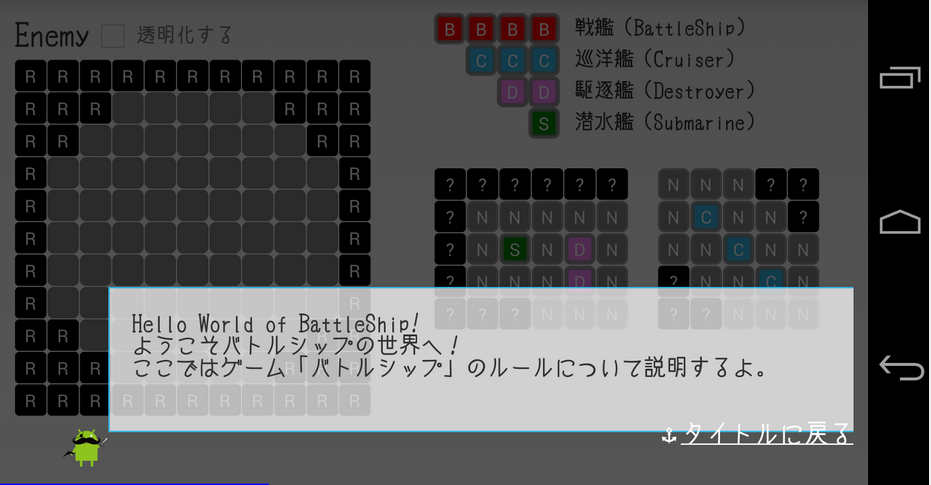 Enemy 透明化する
R R R R R R R R R R R
R R R R R R
R R R R
R R
R R
R R
R R
R R
R R R R
R R R R R R
R R R R R R R R R R R
B B B B 戦艦 (BattleShip)
C C C 巡洋艦 (Cruiser)
D D 駆逐艦 (Destroyer)
S 潜水艦 (Submarine)
? ? ? ? ? ?
? N N N N N
? N S N D N
? N N N D N
? ? ? N N N
N N N ? ?
N C N N ?
N N C N N
? N N C N
? ? N N N
Hello World of BattleShip!
ようこそバトルシップの世界へ！
ここではゲーム「バトルシップ」のルールについて説明するよ。
タイトルに戻る